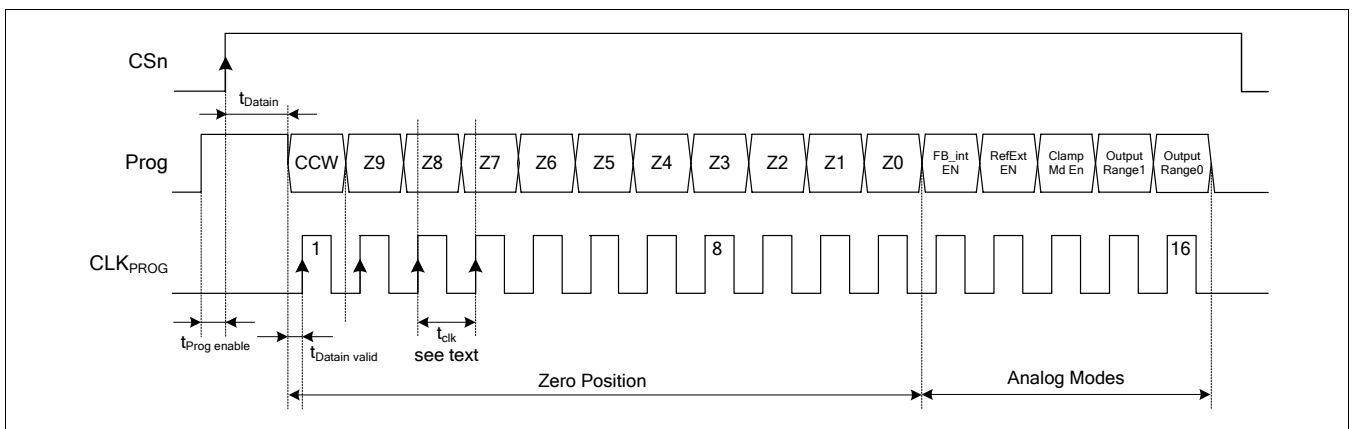 CSn
tDatain
Prog
CCW Z9 Z8 Z7 Z6 Z5 Z4 Z3 Z2 Z1 Z0 FB_int EN RefExt EN Clamp Md En Output Range1 Output Range0
CLKPROG
1 8 16
tProg enable
tDatain valid
tclk
see text
Zero Position
Analog Modes